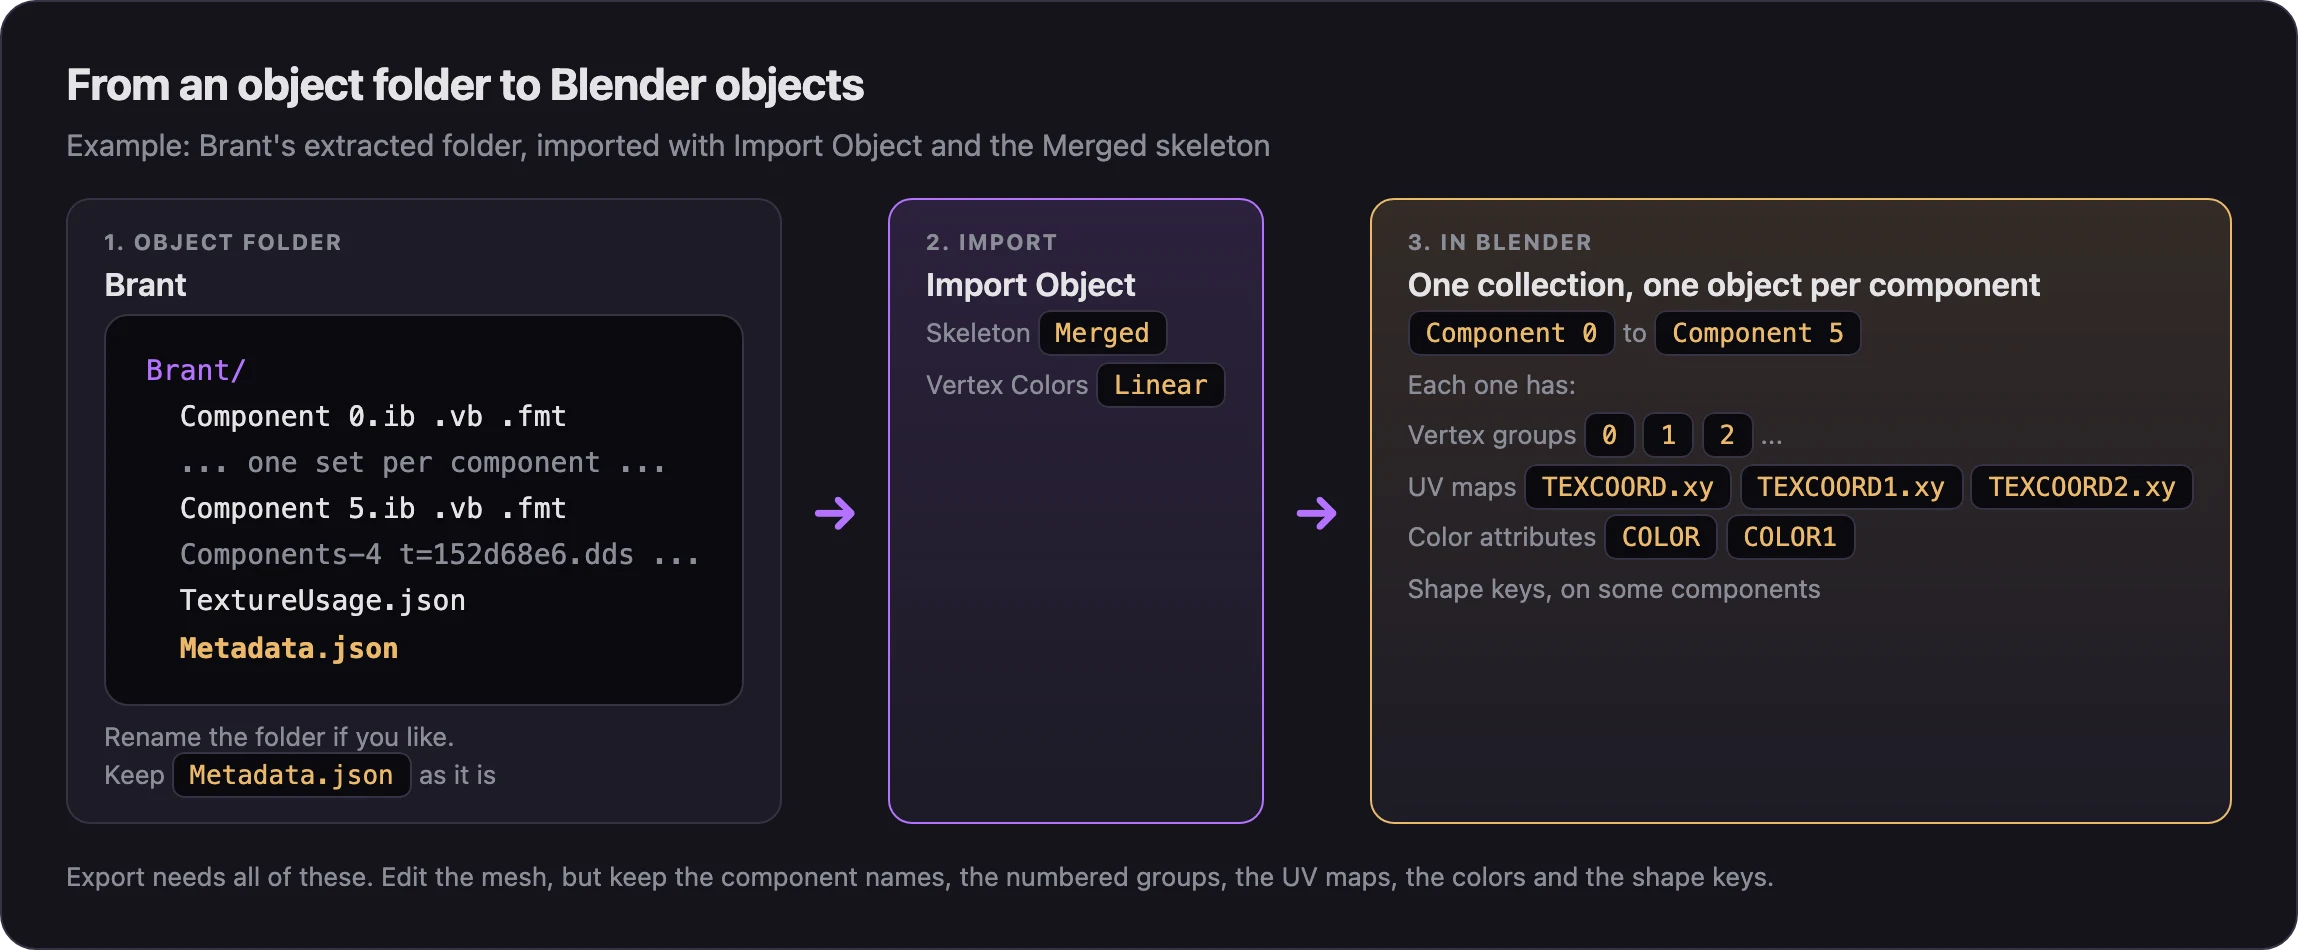 From an object folder to Blender objects
Example: Brant's extracted folder, imported with Import Object and the Merged skeleton
1. OBJECT FOLDER
Brant
Brant/
Component 0.ib .vb .fmt
... one set per component ...
Component 5.ib .vb .fmt
Components-4 t=152d68e6.dds ...
TextureUsage.json
Metadata.json
Rename the folder if you like.
Keep Metadata.json as it is
2. IMPORT
Import Object
Skeleton Merged
Vertex Colors Linear
3. IN BLENDER
One collection, one object per component
Component 0 to Component 5
Each one has:
Vertex groups 0 1 2 ...
UV maps TEXCOORD.xy TEXCOORD1.xy TEXCOORD2.xy
Color attributes COLOR COLOR1
Shape keys, on some components
Export needs all of these. Edit the mesh, but keep the component names, the numbered groups, the UV maps, the colors and the shape keys.